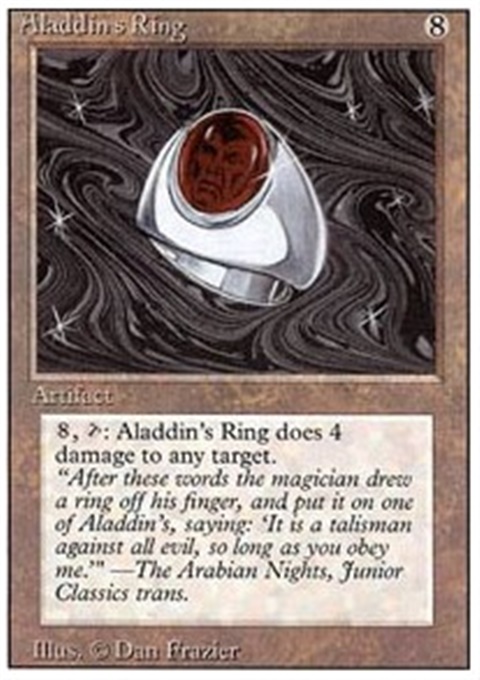 Aladdin's Ring 8
Artifact
8, : Aladdin's Ring does 4
damage to any target.
"After these words the magician drew
a ring off his finger, and put it on one
of Aladdin's, saying: 'It is a talisman
against all evil, so long as you obey
me.'" —The Arabian Nights, Junior
Classics trans.
Illus. © Dan Frazier